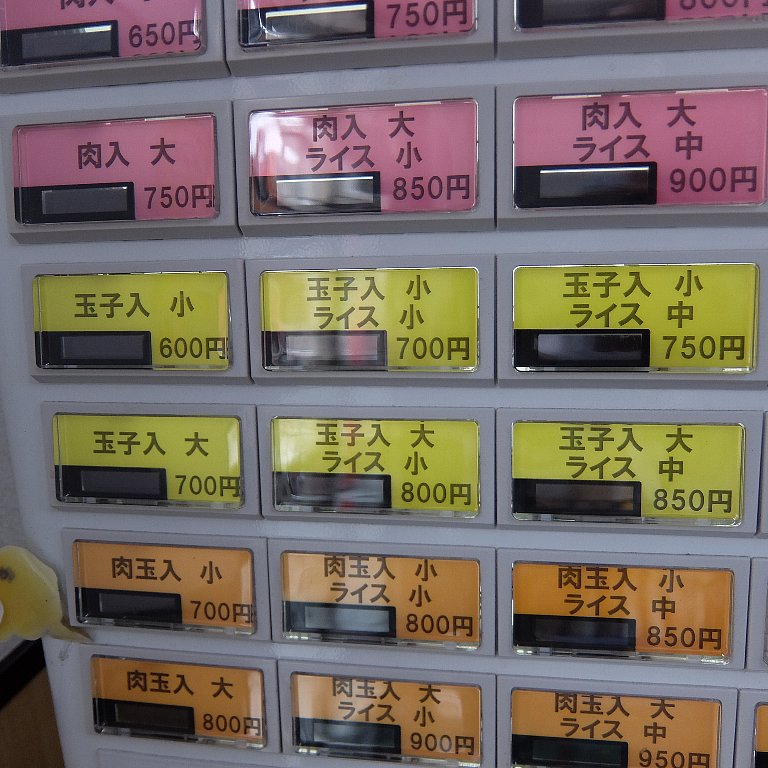 肉入 小
650円
750円
800円
肉入 大
750円
肉入 大
ライス 小
850円
肉入 大
ライス 中
900円
玉子入 小
600円
玉子入 小
ライス 小
700円
玉子入 小
ライス 中
750円
玉子入 大
700円
玉子入 大
ライス 小
800円
玉子入 大
ライス 中
850円
肉玉入 小
700円
肉玉入 小
ライス 小
800円
肉玉入 小
ライス 中
850円
肉玉入 大
800円
肉玉入 大
ライス 小
900円
肉玉入 大
ライス 中
950円